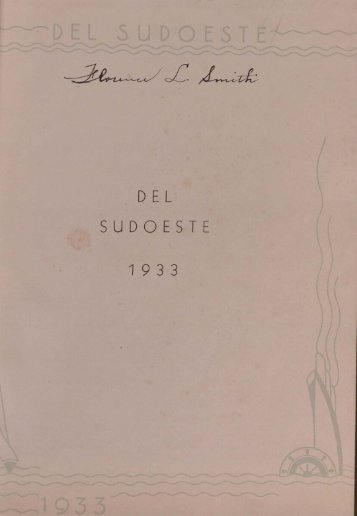 DEL SUDOESTE
Florence L. Smith
DEL
SUDOESTE
1933
1933